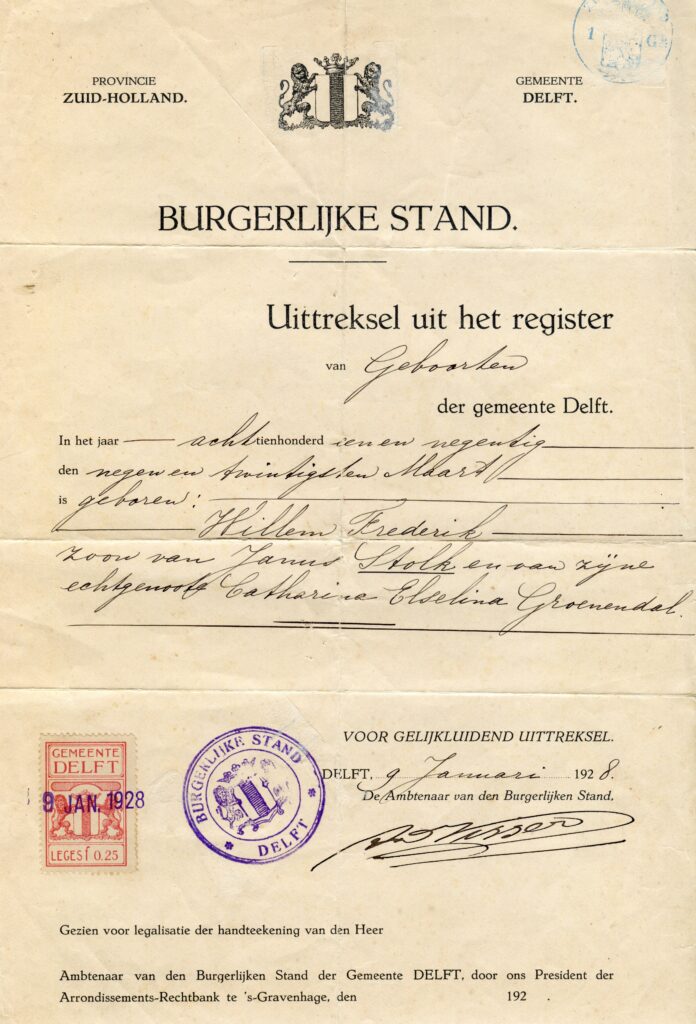 PROVINCIE
ZUID-HOLLAND.
GEMEENTE
DELFT.
BURGERLIJKE STAND.
Uittreksel uit het register
van Geboorten
der gemeente Delft.
In het jaar achttienhonderd een en negentig
den negen en twintigsten Maart
is geboren:
Willem Frederik
zoon van Janus Stolk en van zijne
echtgenoote Catharina Elselina Groenendal.
VOOR GELIJKLUIDEND UITTREKSEL.
GEMEENTE
DELFT
9 JAN. 1928
LEGES f 0.25
BURGERLIJKE STAND
DELFT
DELFT, 9 Januari 1928.
De Ambtenaar van den Burgerlijken Stand,
Visser
Gezien voor legalisatie der handteekening van den Heer
Ambtenaar van den Burgerlijken Stand der Gemeente DELFT, door ons President der
Arrondissements-Rechtbank te 's-Gravenhage, den 192 .